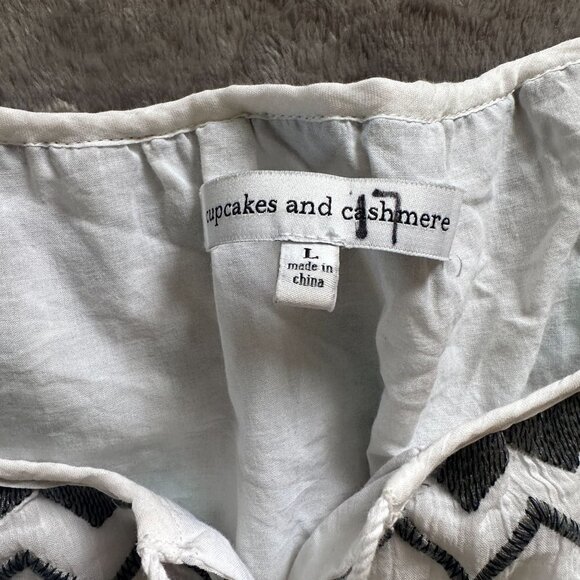 cupcakes and cashmere
17
L
made in
china